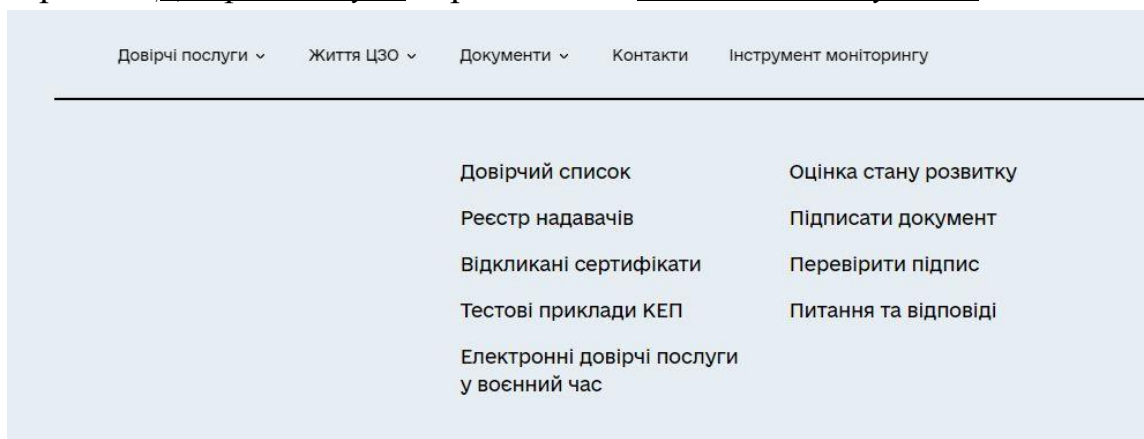 Довірчі послуги Життя ЦЗО Документи Контакти Інструмент моніторингу
Довірчий список
Реєстр надавачів
Відкликані сертифікати
Тестові приклади КЕП
Електронні довірчі послуги
у воєнний час
Оцінка стану розвитку
Підписати документ
Перевірити підпис
Питання та відповіді